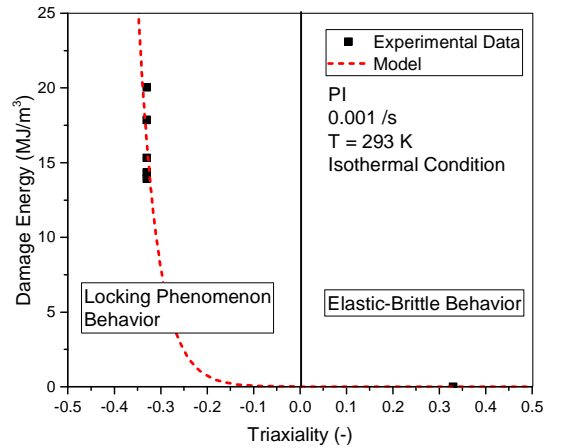 25
20
15
10
5
0
Damage Energy (MJ/m³)
Experimental Data
Model
PI
0.001 /s
T = 293 K
Isothermal Condition
Locking Phenomenon
Behavior
Elastic-Brittle Behavior
-0.5 -0.4 -0.3 -0.2 -0.1 0.0 0.1 0.2 0.3 0.4 0.5
Triaxiality (-)